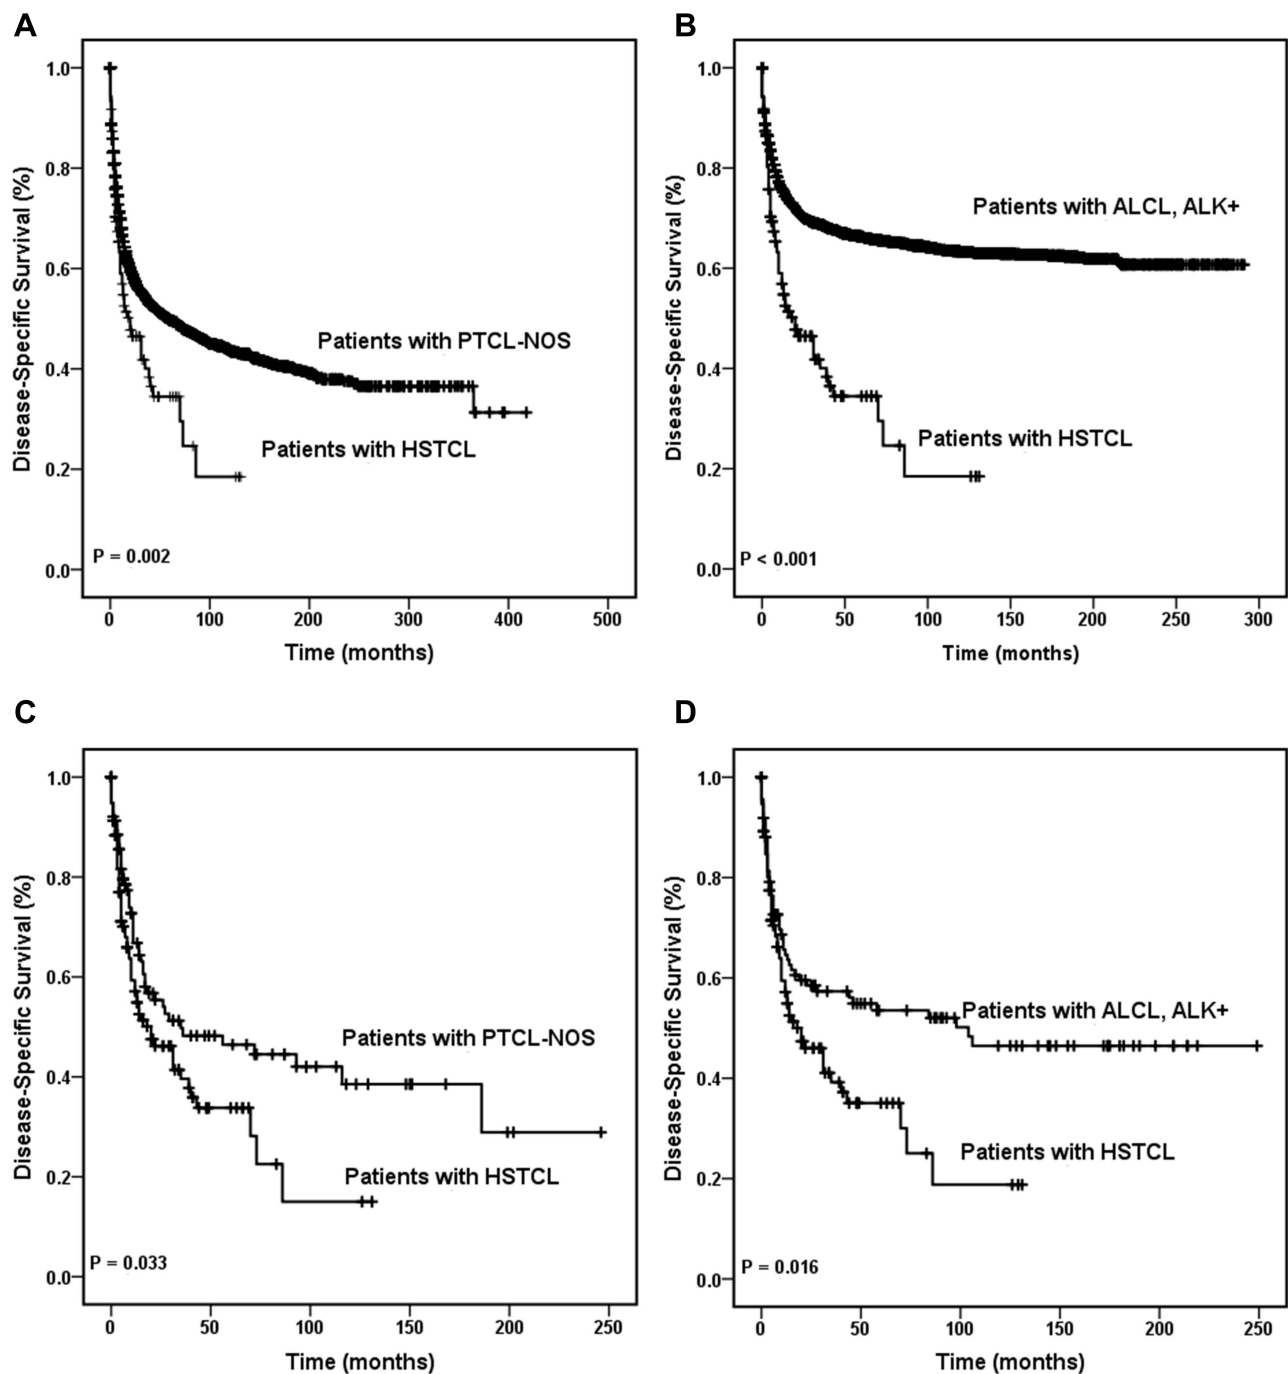 A
Disease-Specific Survival (%)
1.0
0.8
0.6
0.4
0.2
0.0
Patients with PTCL-NOS
Patients with HSTCL
P = 0.002
0 100 200 300 400 500
Time (months)
B
Disease-Specific Survival (%)
1.0
0.8
0.6
0.4
0.2
0.0
Patients with ALCL, ALK+
Patients with HSTCL
P < 0.001
0 50 100 150 200 250 300
Time (months)
C
Disease-Specific Survival (%)
1.0
0.8
0.6
0.4
0.2
0.0
Patients with PTCL-NOS
Patients with HSTCL
P = 0.033
0 50 100 150 200 250
Time (months)
D
Disease-Specific Survival (%)
1.0
0.8
0.6
0.4
0.2
0.0
Patients with ALCL, ALK+
Patients with HSTCL
P = 0.016
0 50 100 150 200 250
Time (months)